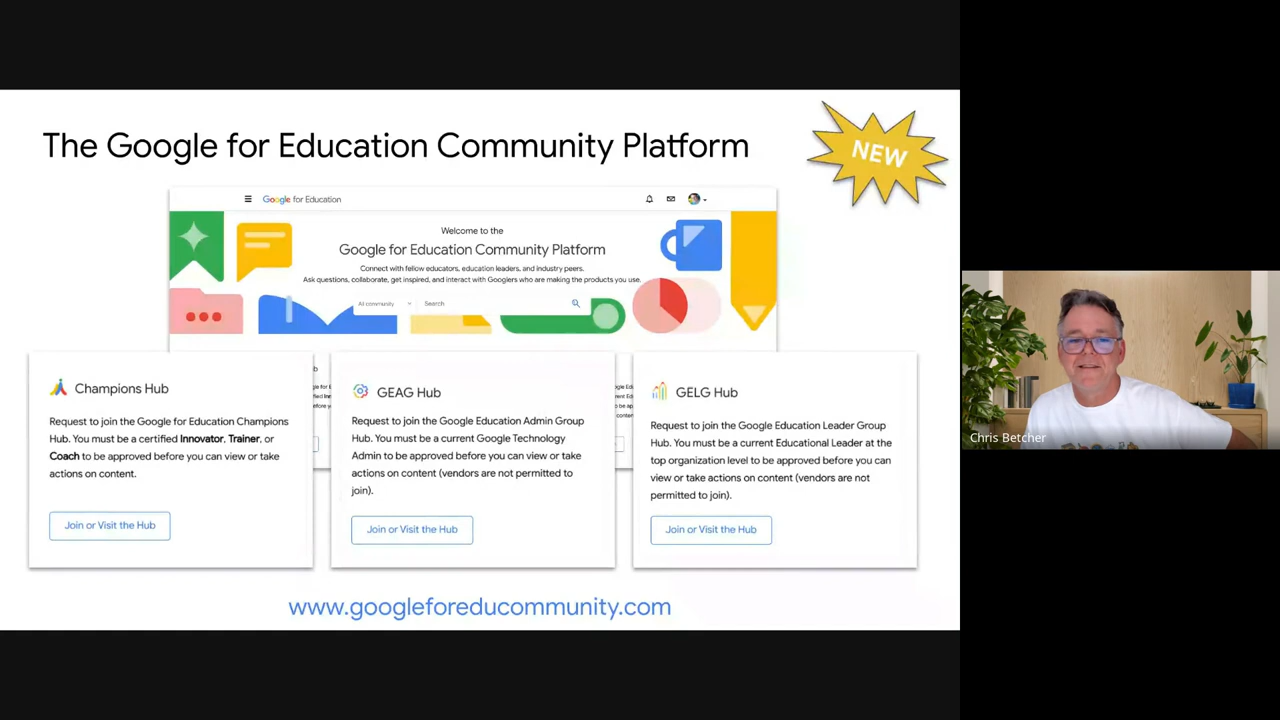 The Google for Education Community Platform
NEW
Google for Education
Welcome to the
Google for Education Community Platform
Connect with fellow educators, education leaders, and industry peers.
Ask questions, collaborate, get inspired, and interact with Googlers who are making the products you use.
All community
Search
Champions Hub
Request to join the Google for Education Champions
Hub. You must be a certified Innovator, Trainer, or
Coach to be approved before you can view or take
actions on content.
Join or Visit the Hub
GEAG Hub
Request to join the Google Education Admin Group
Hub. You must be a current Google Technology
Admin to be approved before you can view or take
actions on content (vendors are not permitted to
join).
Join or Visit the Hub
GELG Hub
Request to join the Google Education Leader Group
Hub. You must be a current Educational Leader at the
top organization level to be approved before you can
view or take actions on content (vendors are not
permitted to join).
Join or Visit the Hub
www.googleforeducommunity.com
Chris Betcher